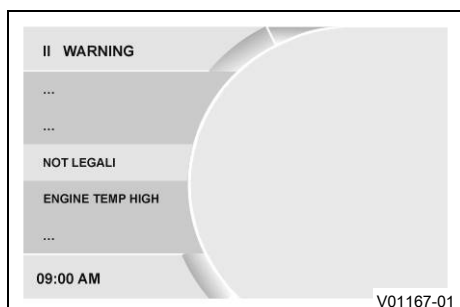 II WARNING
...
...
NOT LEGALI
ENGINE TEMP HIGH
...
09:00 AM
V01167-01